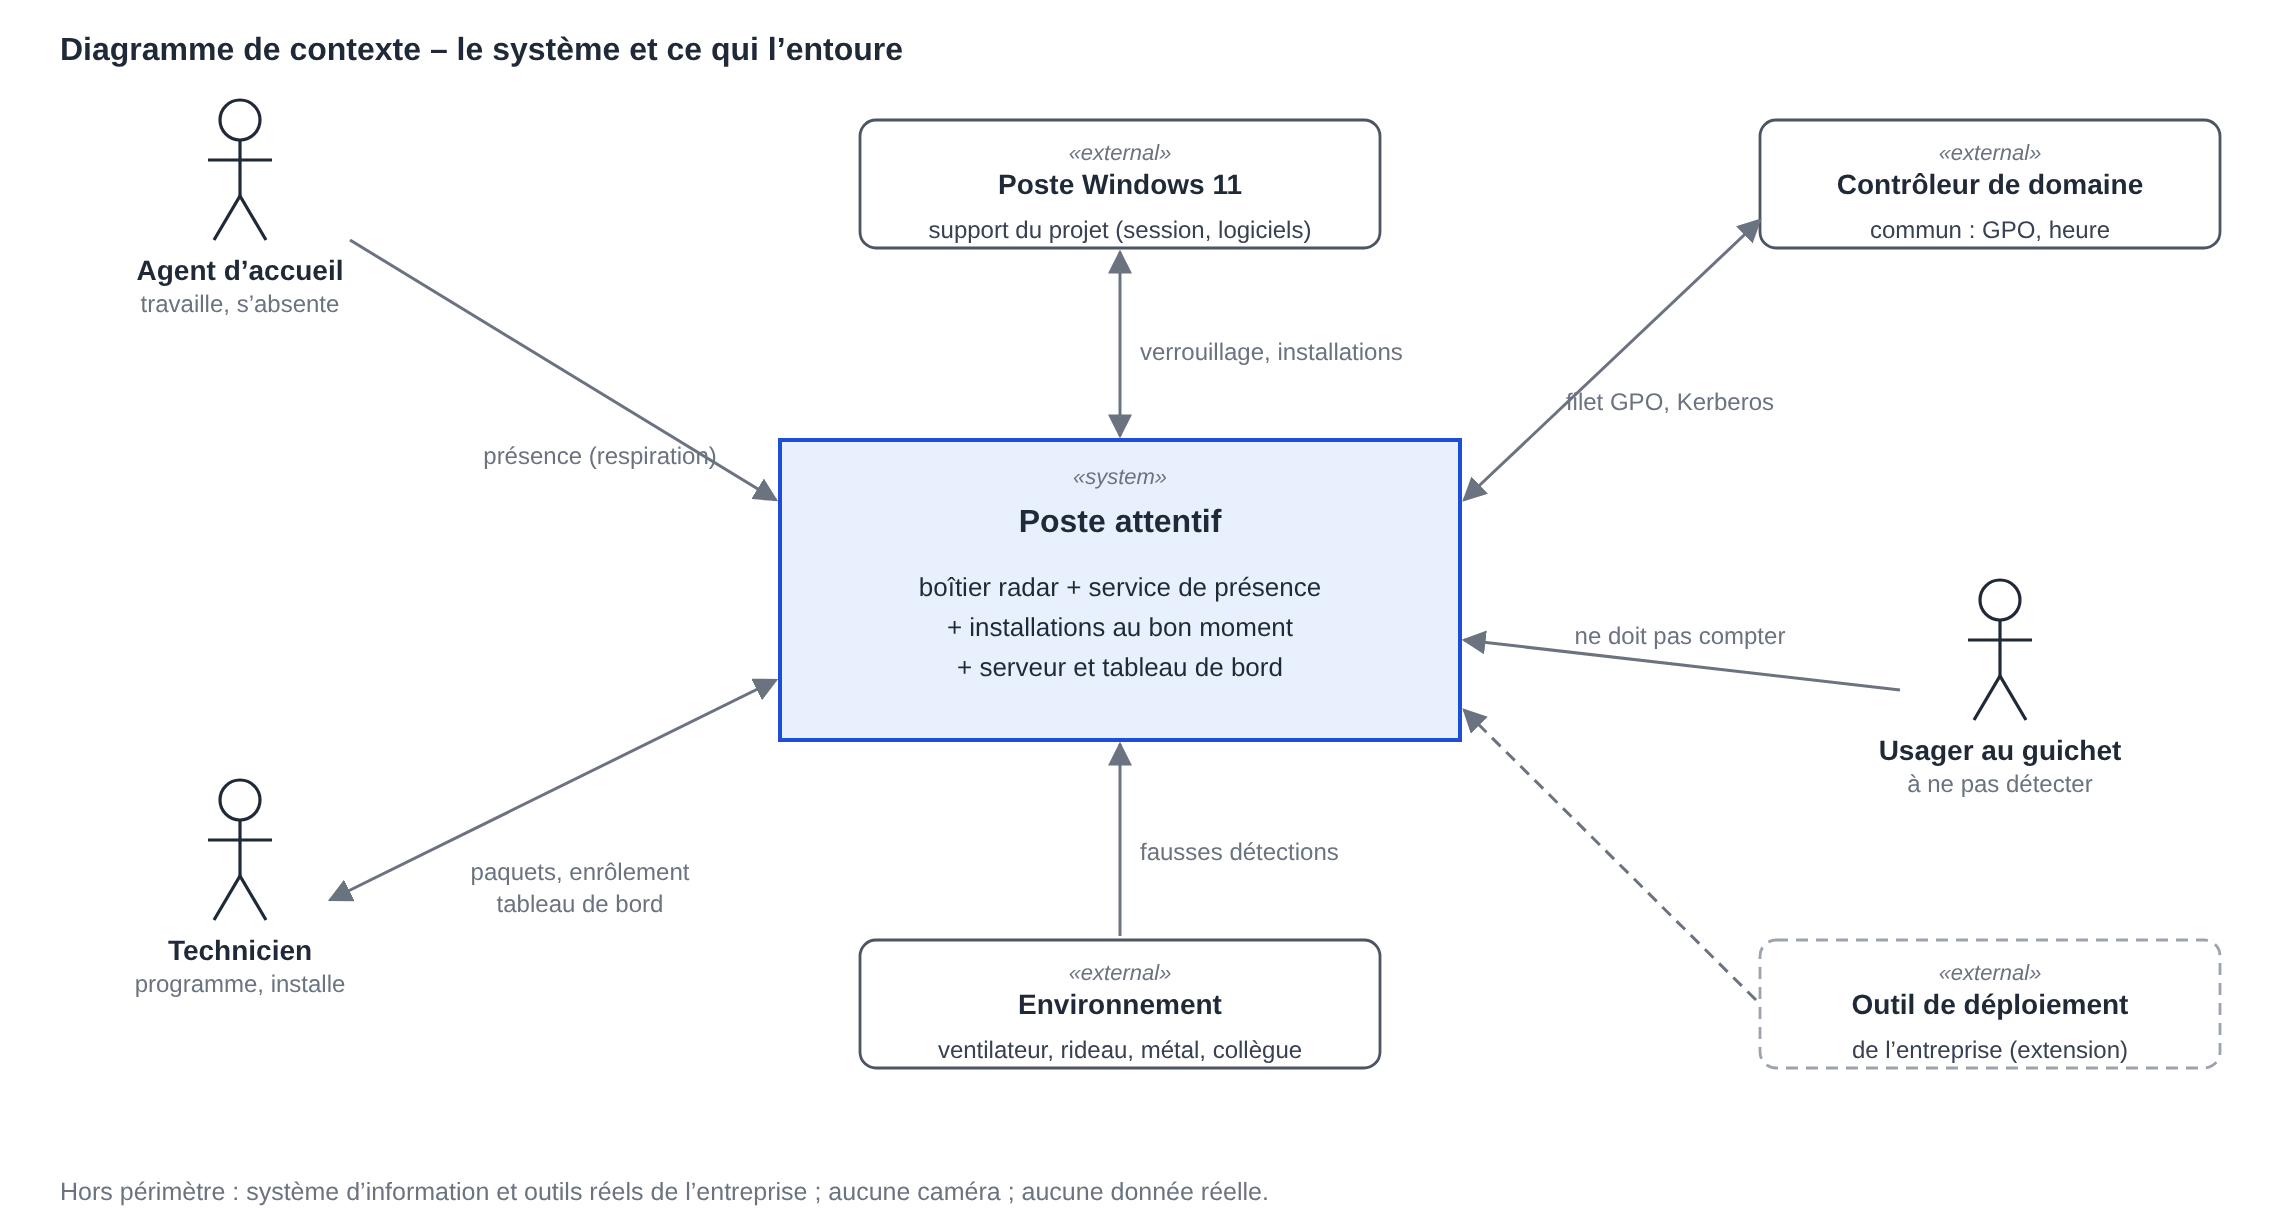 Diagramme de contexte – le système et ce qui l’entoure
Agent d’accueil
travaille, s’absente
«external»
Poste Windows 11
support du projet (session, logiciels)
«external»
Contrôleur de domaine
commun : GPO, heure
verrouillage, installations
filet GPO, Kerberos
présence (respiration)
«system»
Poste attentif
boîtier radar + service de présence
+ installations au bon moment
+ serveur et tableau de bord
ne doit pas compter
Usager au guichet
à ne pas détecter
Technicien
programme, installe
paquets, enrôlement
tableau de bord
fausses détections
«external»
Environnement
ventilateur, rideau, métal, collègue
«external»
Outil de déploiement
de l’entreprise (extension)
Hors périmètre : système d’information et outils réels de l’entreprise ; aucune caméra ; aucune donnée réelle.